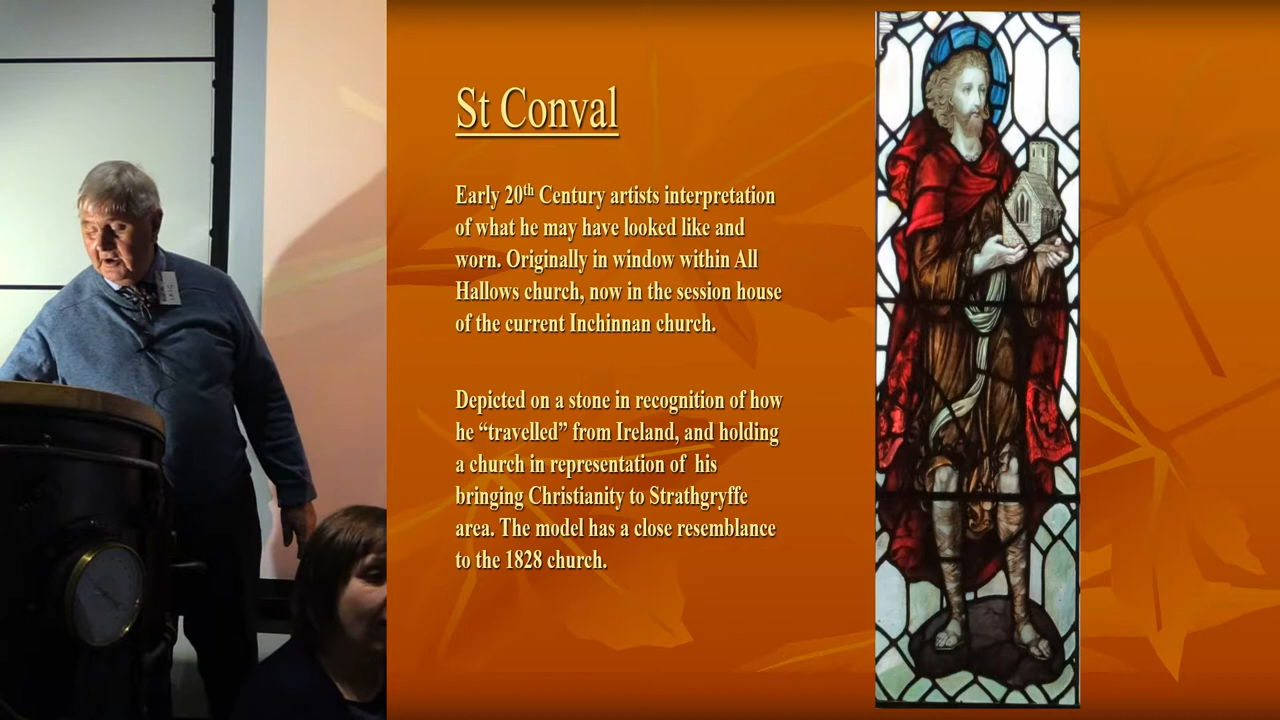 St Conval
Early 20th Century artists interpretation
of what he may have looked like and
worn. Originally in window within All
Hallows church, now in the session house
of the current Inchinnan church.
Depicted on a stone in recognition of how
he “travelled” from Ireland, and holding
a church in representation of  his
bringing Christianity to Strathgryffe
area. The model has a close resemblance
to the 1828 church.